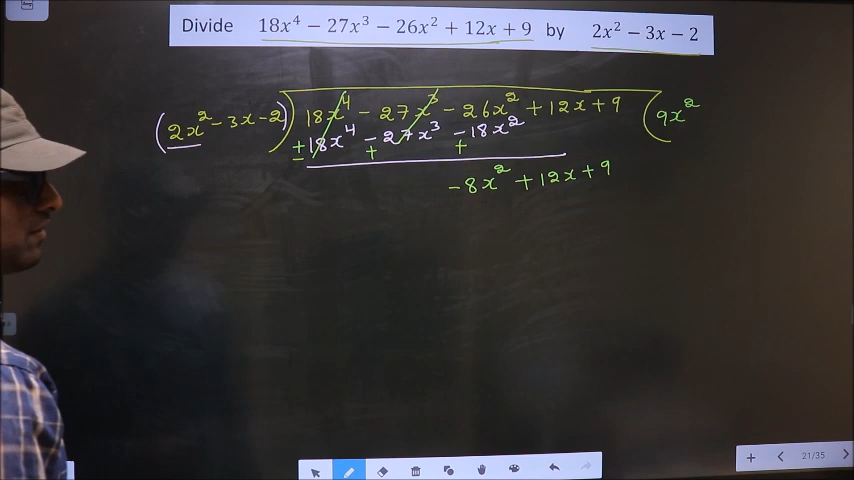 Divide 18x⁴ − 27x³ − 26x² + 12x + 9 by 2x² − 3x − 2
(2x² - 3x - 2) ) 18x⁴ - 27x³ - 26x² + 12x + 9 ( 9x²
+18x⁴ - 27x³ - 18x²
- + +
-8x² + 12x + 9
21/35